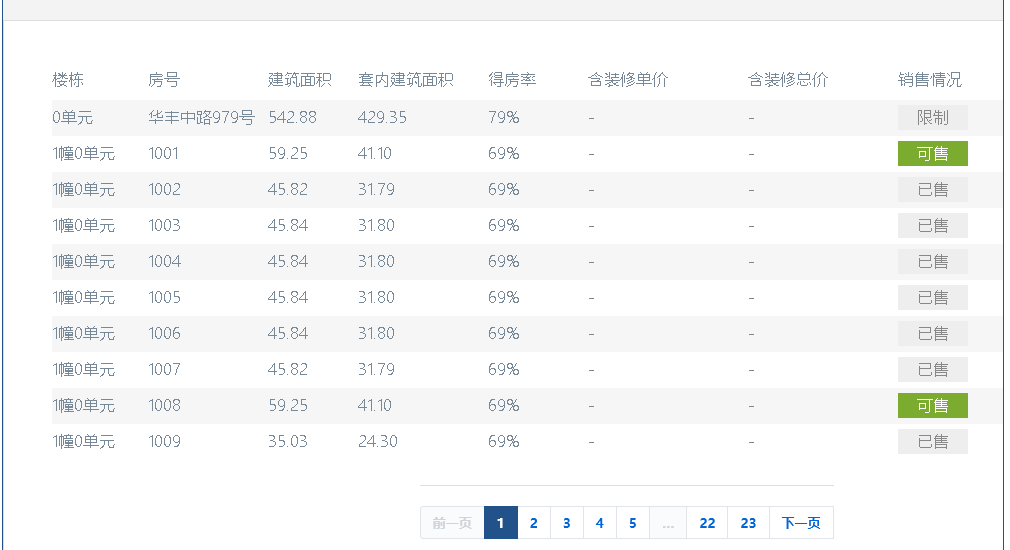 楼栋 房号 建筑面积 套内建筑面积 得房率 含装修单价 含装修总价 销售情况
0单元 华丰中路979号 542.88 429.35 79% - - 限制
1幢0单元 1001 59.25 41.10 69% - - 可售
1幢0单元 1002 45.82 31.79 69% - - 已售
1幢0单元 1003 45.84 31.80 69% - - 已售
1幢0单元 1004 45.84 31.80 69% - - 已售
1幢0单元 1005 45.84 31.80 69% - - 已售
1幢0单元 1006 45.84 31.80 69% - - 已售
1幢0单元 1007 45.82 31.79 69% - - 已售
1幢0单元 1008 59.25 41.10 69% - - 可售
1幢0单元 1009 35.03 24.30 69% - - 已售
前一页 1 2 3 4 5 ... 22 23 下一页